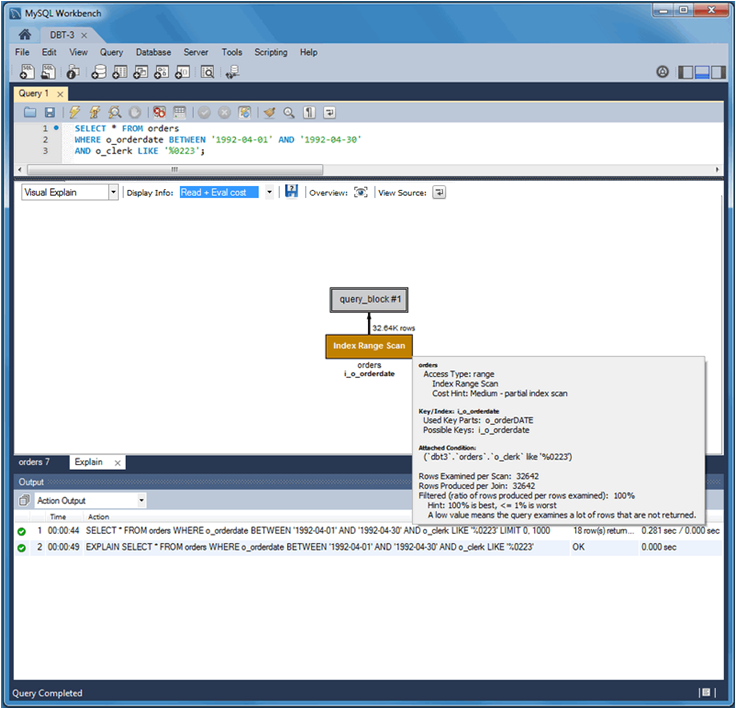 MySQL Workbench
DBT-3 x
File Edit View Query Database Server Tools Scripting Help
Query 1 x
1 SELECT * FROM orders
2 WHERE o_orderdate BETWEEN '1992-04-01' AND '1992-04-30'
3 AND o_clerk LIKE '%0223';
Visual Explain Display Info: Read + Eval cost Overview: View Source:
query_block #1
32.64K rows
Index Range Scan
orders
i_o_orderdate
orders
Access Type: range
Index Range Scan
Cost Hint: Medium - partial index scan
Key/Index: i_o_orderdate
Used Key Parts: o_orderDATE
Possible Keys: i_o_orderdate
Attached Condition:
(`dbt3`.`orders`.`o_clerk` like '%0223')
Rows Examined per Scan: 32642
Rows Produced per Join: 32642
Filtered (ratio of rows produced per rows examined): 100%
Hint: 100% is best, <= 1% is worst
A low value means the query examines a lot of rows that are not returned.
orders 7 Explain x
Output
Action Output
Time Action
1 00:00:44 SELECT * FROM orders WHERE o_orderdate BETWEEN '1992-04-01' AND '1992-04-30' AND o_clerk LIKE '%0223' LIMIT 0, 1000 18 row(s) return... 0.281 sec / 0.000 sec
2 00:00:49 EXPLAIN SELECT * FROM orders WHERE o_orderdate BETWEEN '1992-04-01' AND '1992-04-30' AND o_clerk LIKE '%0223' OK 0.000 sec
Query Completed